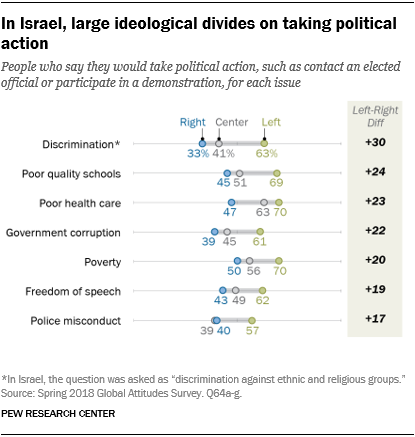 In Israel, large ideological divides on taking political
action
People who say they would take political action, such as contact an elected
official or participate in a demonstration, for each issue
Left-Right
Diff
Right Center Left
Discrimination* 33% 41% 63% +30
Poor quality schools 45 51 69 +24
Poor health care 47 63 70 +23
Government corruption 39 45 61 +22
Poverty 50 56 70 +20
Freedom of speech 43 49 62 +19
Police misconduct 39 40 57 +17
*In Israel, the question was asked as “discrimination against ethnic and religious groups.”
Source: Spring 2018 Global Attitudes Survey. Q64a-g.
PEW RESEARCH CENTER